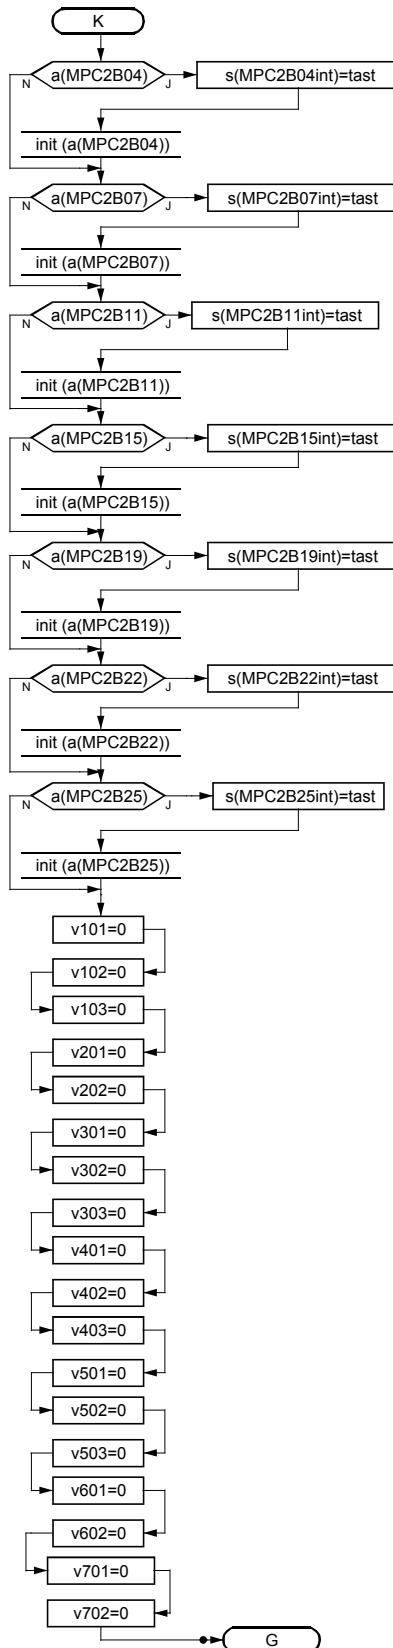 K
a(MPC2B04)
N
J
s(MPC2B04int)=tast
init (a(MPC2B04))
a(MPC2B07)
N
J
s(MPC2B07int)=tast
init (a(MPC2B07))
a(MPC2B11)
N
J
s(MPC2B11int)=tast
init (a(MPC2B11))
a(MPC2B15)
N
J
s(MPC2B15int)=tast
init (a(MPC2B15))
a(MPC2B19)
N
J
s(MPC2B19int)=tast
init (a(MPC2B19))
a(MPC2B22)
N
J
s(MPC2B22int)=tast
init (a(MPC2B22))
a(MPC2B25)
N
J
s(MPC2B25int)=tast
init (a(MPC2B25))
v101=0
v102=0
v103=0
v201=0
v202=0
v301=0
v302=0
v303=0
v401=0
v402=0
v403=0
v501=0
v502=0
v503=0
v601=0
v602=0
v701=0
v702=0
G